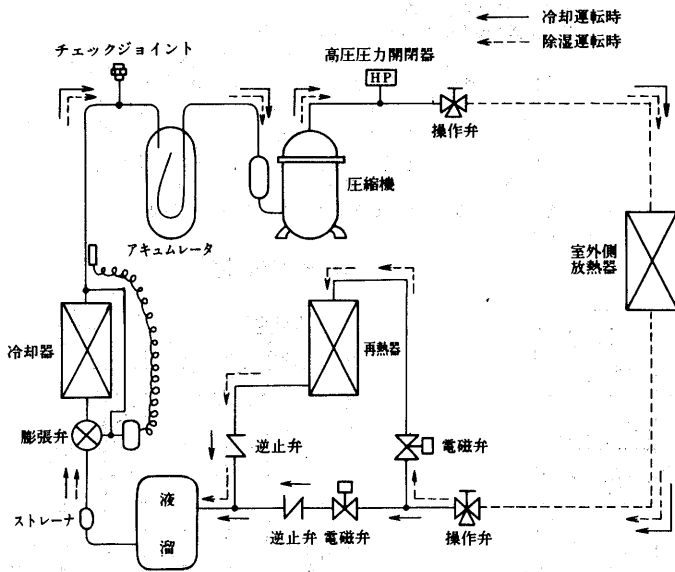 冷却運転時
除湿運転時
チェックジョイント
高圧圧力開閉器
HP
操作弁
圧縮機
アキュムレータ
室外側
放熱器
再熱器
冷却器
膨張弁
逆止弁
電磁弁
ストレーナ
液
溜
逆止弁
電磁弁
操作弁